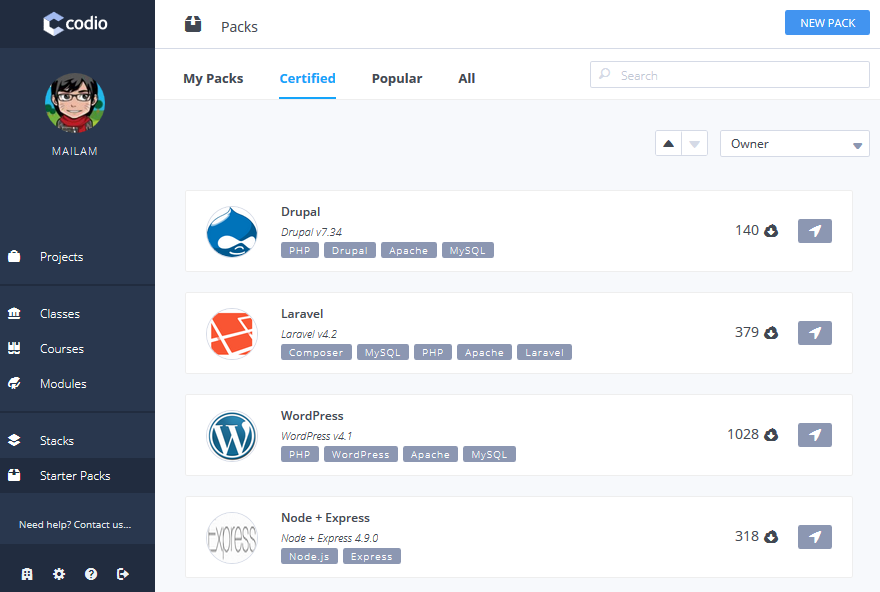 codio
MAILAM
Projects
Classes
Courses
Modules
Stacks
Starter Packs
Need help? Contact us...
Packs
NEW PACK
My Packs Certified Popular All
Search
Owner
Drupal
Drupal v7.34
PHP Drupal Apache MySQL
140
Laravel
Laravel v4.2
Composer MySQL PHP Apache Laravel
379
WordPress
WordPress v4.1
PHP WordPress Apache MySQL
1028
express
Node + Express
Node + Express 4.9.0
Node.js Express
318